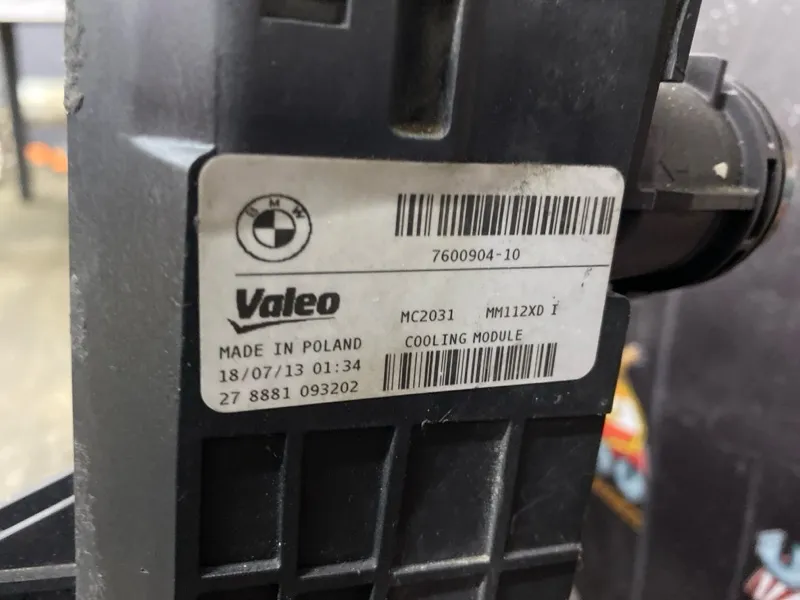 BMW
7600904-10
Valeo
MC2031 MM112XD I
MADE IN POLAND
COOLING MODULE
18/07/13 01:34
27 8881 093202